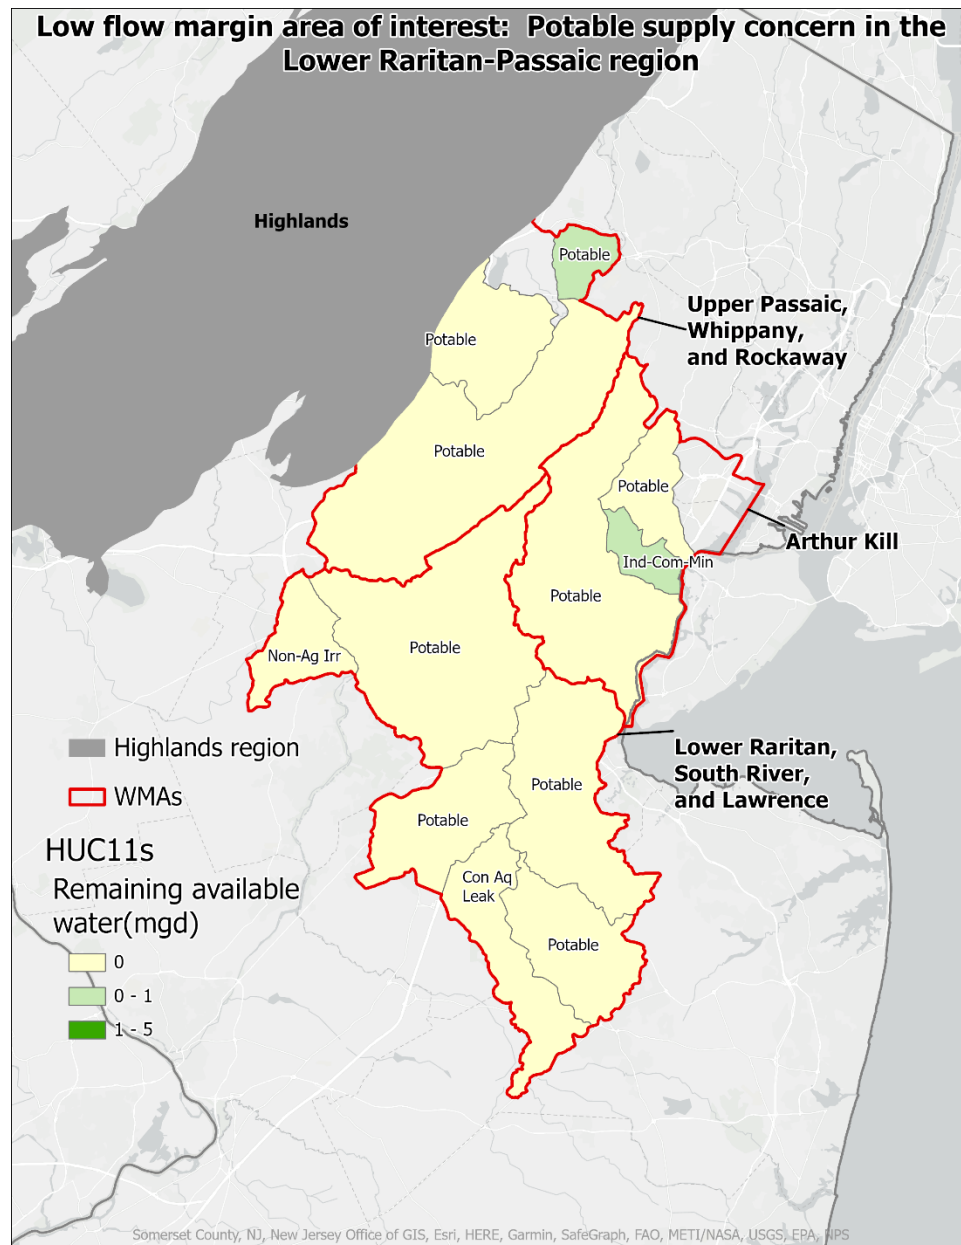 Low flow margin area of interest:  Potable supply concern in the
Lower Raritan-Passaic region
Highlands
Potable
Upper Passaic,
Whippany,
and Rockaway
Potable
Potable
Potable
Arthur Kill
Ind-Com-Min
Potable
Potable
Non-Ag Irr
Highlands region
WMAs
Lower Raritan,
South River,
and Lawrence
Potable
Potable
Con Aq
Leak
Potable
HUC11s
Remaining available
water(mgd)
0
0 - 1
1 - 5
Somerset County, NJ, New Jersey Office of GIS, Esri, HERE, Garmin, SafeGraph, FAO, METI/NASA, USGS, EPA, NPS